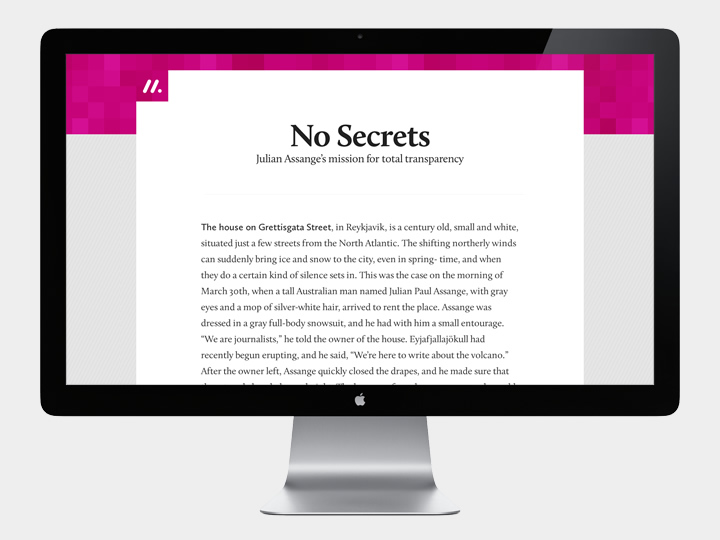 No Secrets
Julian Assange's mission for total transparency
The house on Grettisgata Street, in Reykjavik, is a century old, small and white,
situated just a few streets from the North Atlantic. The shifting northerly winds
can suddenly bring ice and snow to the city, even in spring- time, and when
they do a certain kind of silence sets in. This was the case on the morning of
March 30th, when a tall Australian man named Julian Paul Assange, with gray
eyes and a mop of silver-white hair, arrived to rent the place. Assange was
dressed in a gray full-body snowsuit, and he had with him a small entourage.
“We are journalists,” he told the owner of the house. Eyjafjallajökull had
recently begun erupting, and he said, “We’re here to write about the volcano.”
After the owner left, Assange quickly closed the drapes, and he made sure that